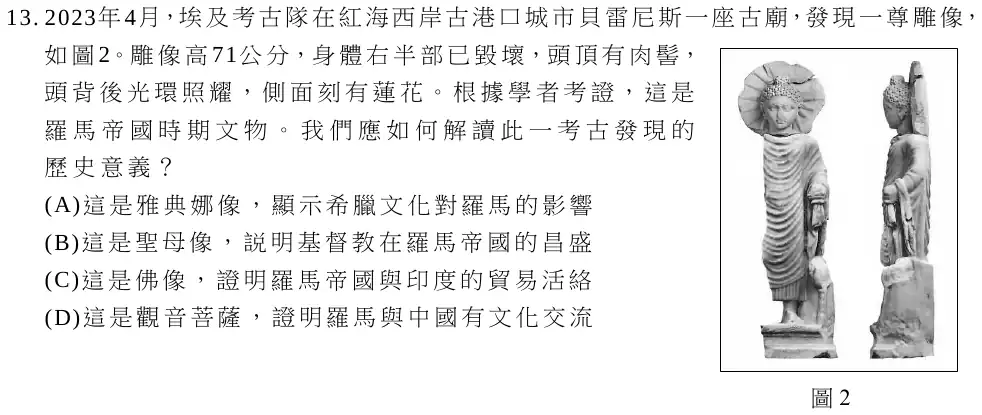 13. 2023年4月，埃及考古隊在紅海西岸古港口城市貝雷尼斯一座古廟，發現一尊雕像，
如圖2。雕像高71公分，身體右半部已毀壞，頭頂有肉髻，
頭背後光環照耀，側面刻有蓮花。根據學者考證，這是
羅馬帝國時期文物。我們應如何解讀此一考古發現的
歷史意義？
(A)這是雅典娜像，顯示希臘文化對羅馬的影響
(B)這是聖母像，說明基督教在羅馬帝國的昌盛
(C)這是佛像，證明羅馬帝國與印度的貿易活絡
(D)這是觀音菩薩，證明羅馬與中國有文化交流
圖 2